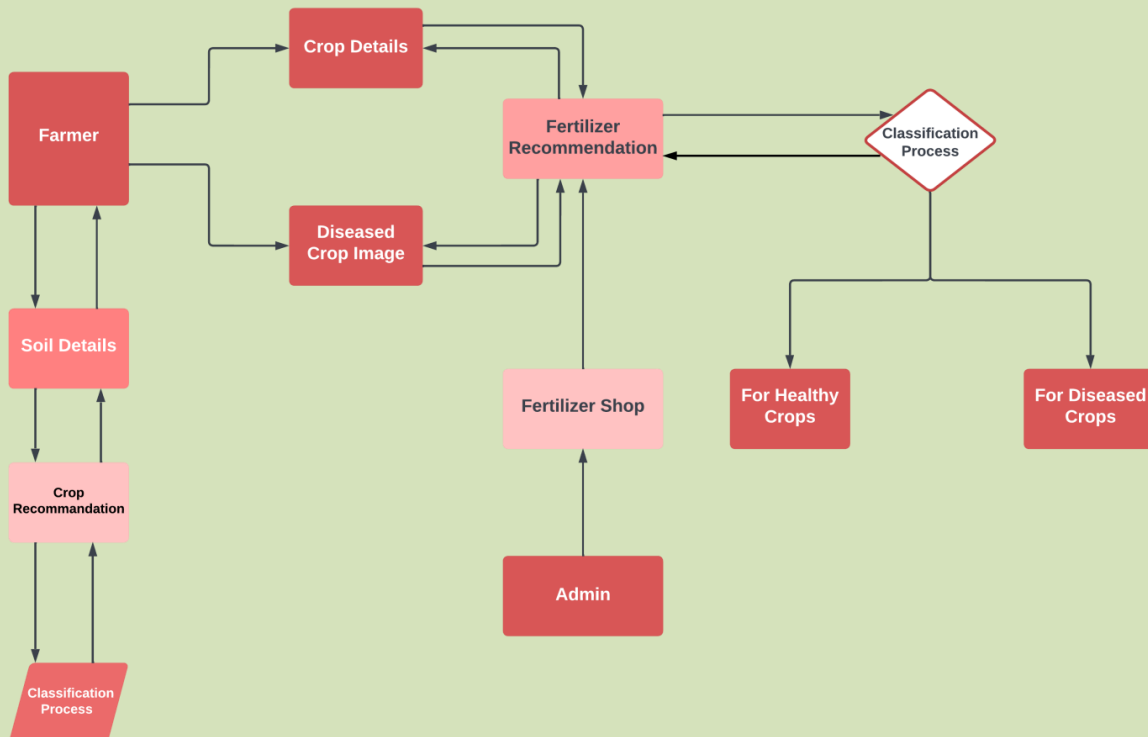 Crop Details
Farmer
Fertilizer
Recommendation
Classification
Process
Diseased
Crop Image
Soil Details
Fertilizer Shop
For Healthy
Crops
For Diseased
Crops
Crop
Recommandation
Admin
Classification
Process